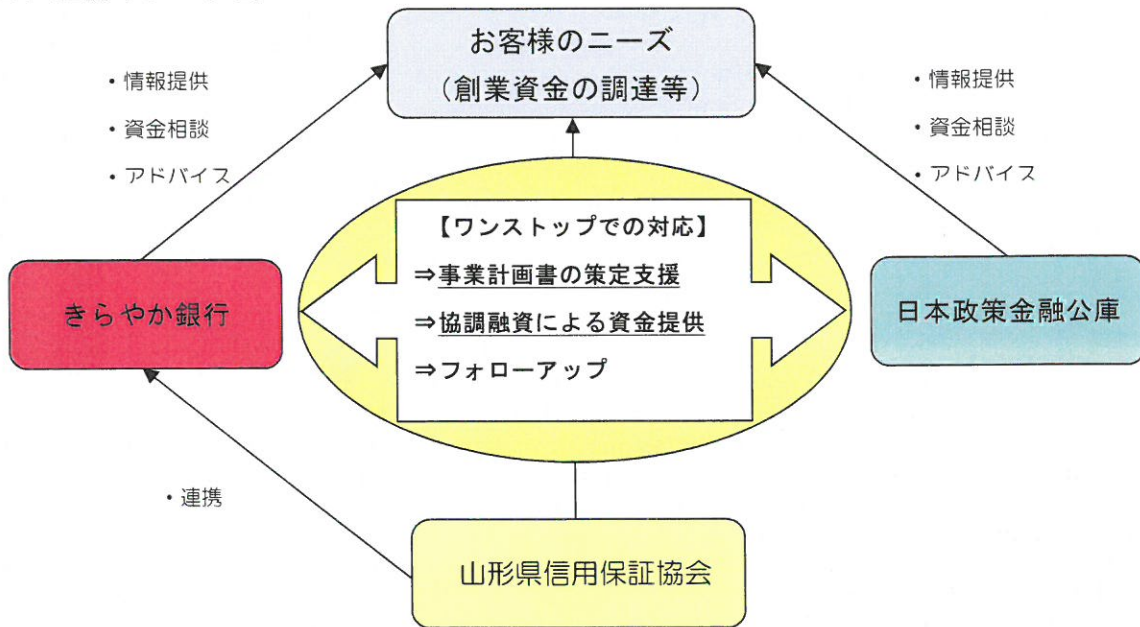 お客様のニーズ
（創業資金の調達等）
・情報提供
・資金相談
・アドバイス
・情報提供
・資金相談
・アドバイス
【ワンストップでの対応】
⇒事業計画書の策定支援
⇒協調融資による資金提供
⇒フォローアップ
きらやか銀行
日本政策金融公庫
・連携
山形県信用保証協会